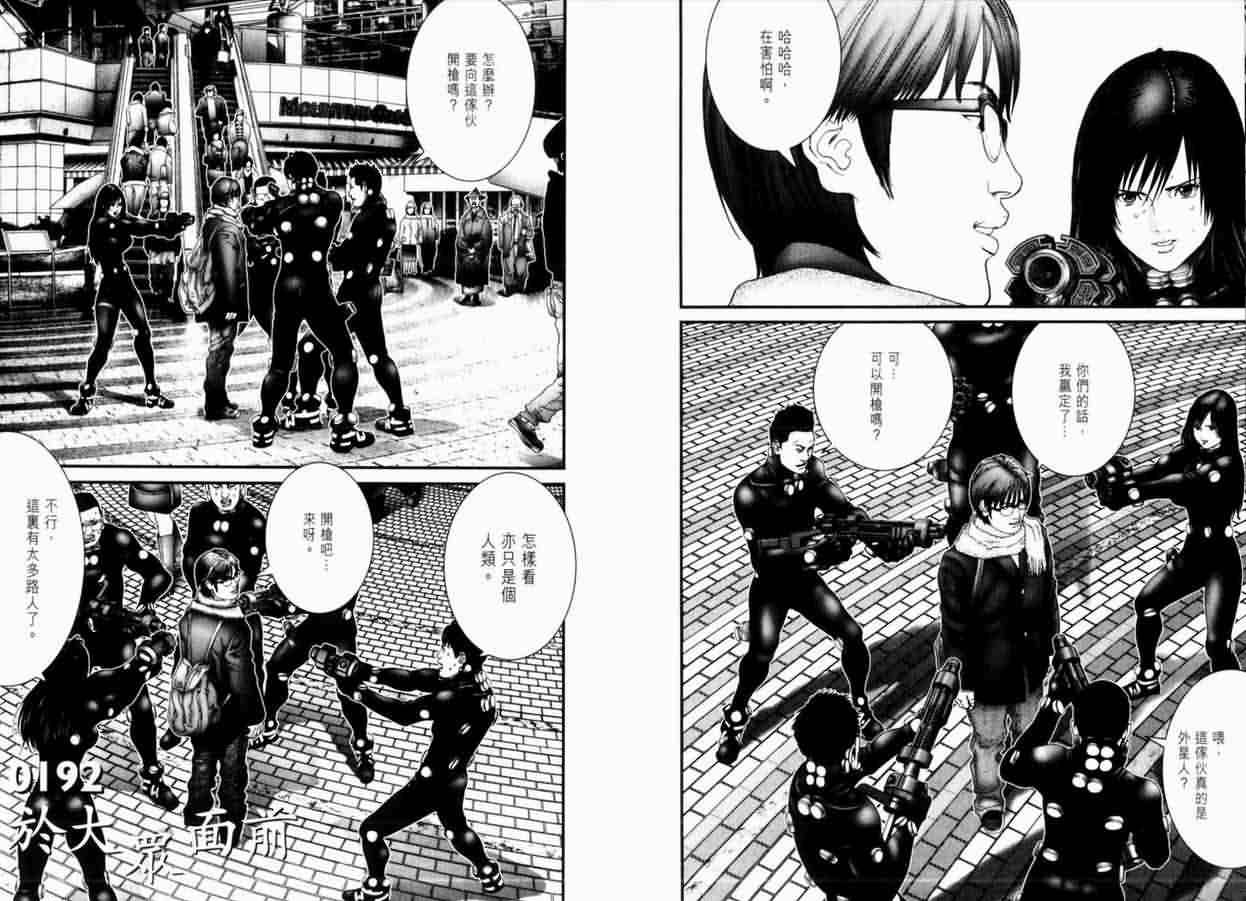 哈哈哈，
在害怕啊。
你們的話，
我贏定了…
可…
可以開槍嗎？
喂，
這傢伙真的是
外星人？
怎麼辦？
要向這傢伙
開槍嗎？
怎樣看
亦只是個
人類。
開槍吧…
來呀。
不行，
這裏有太多路人了。
0192
於大眾面前